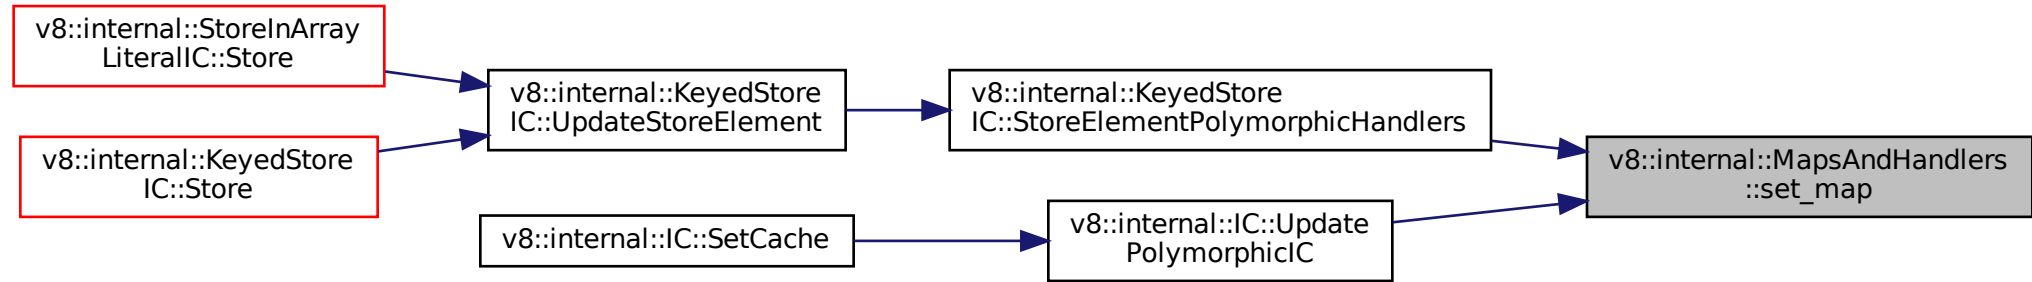 v8::internal::StoreInArray
LiteralIC::Store
v8::internal::KeyedStore
IC::Store
v8::internal::KeyedStore
IC::UpdateStoreElement
v8::internal::IC::SetCache
v8::internal::KeyedStore
IC::StoreElementPolymorphicHandlers
v8::internal::IC::Update
PolymorphicIC
v8::internal::MapsAndHandlers
::set_map